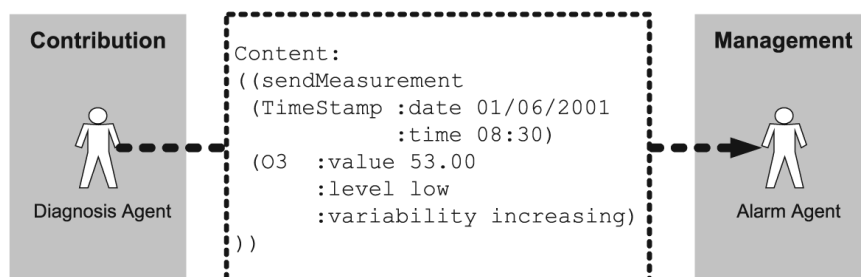 Contribution
Diagnosis Agent
Content:
((sendMeasurement
(TimeStamp :date 01/06/2001
:time 08:30)
(O3 :value 53.00
:level low
:variability increasing)
))
Management
Alarm Agent